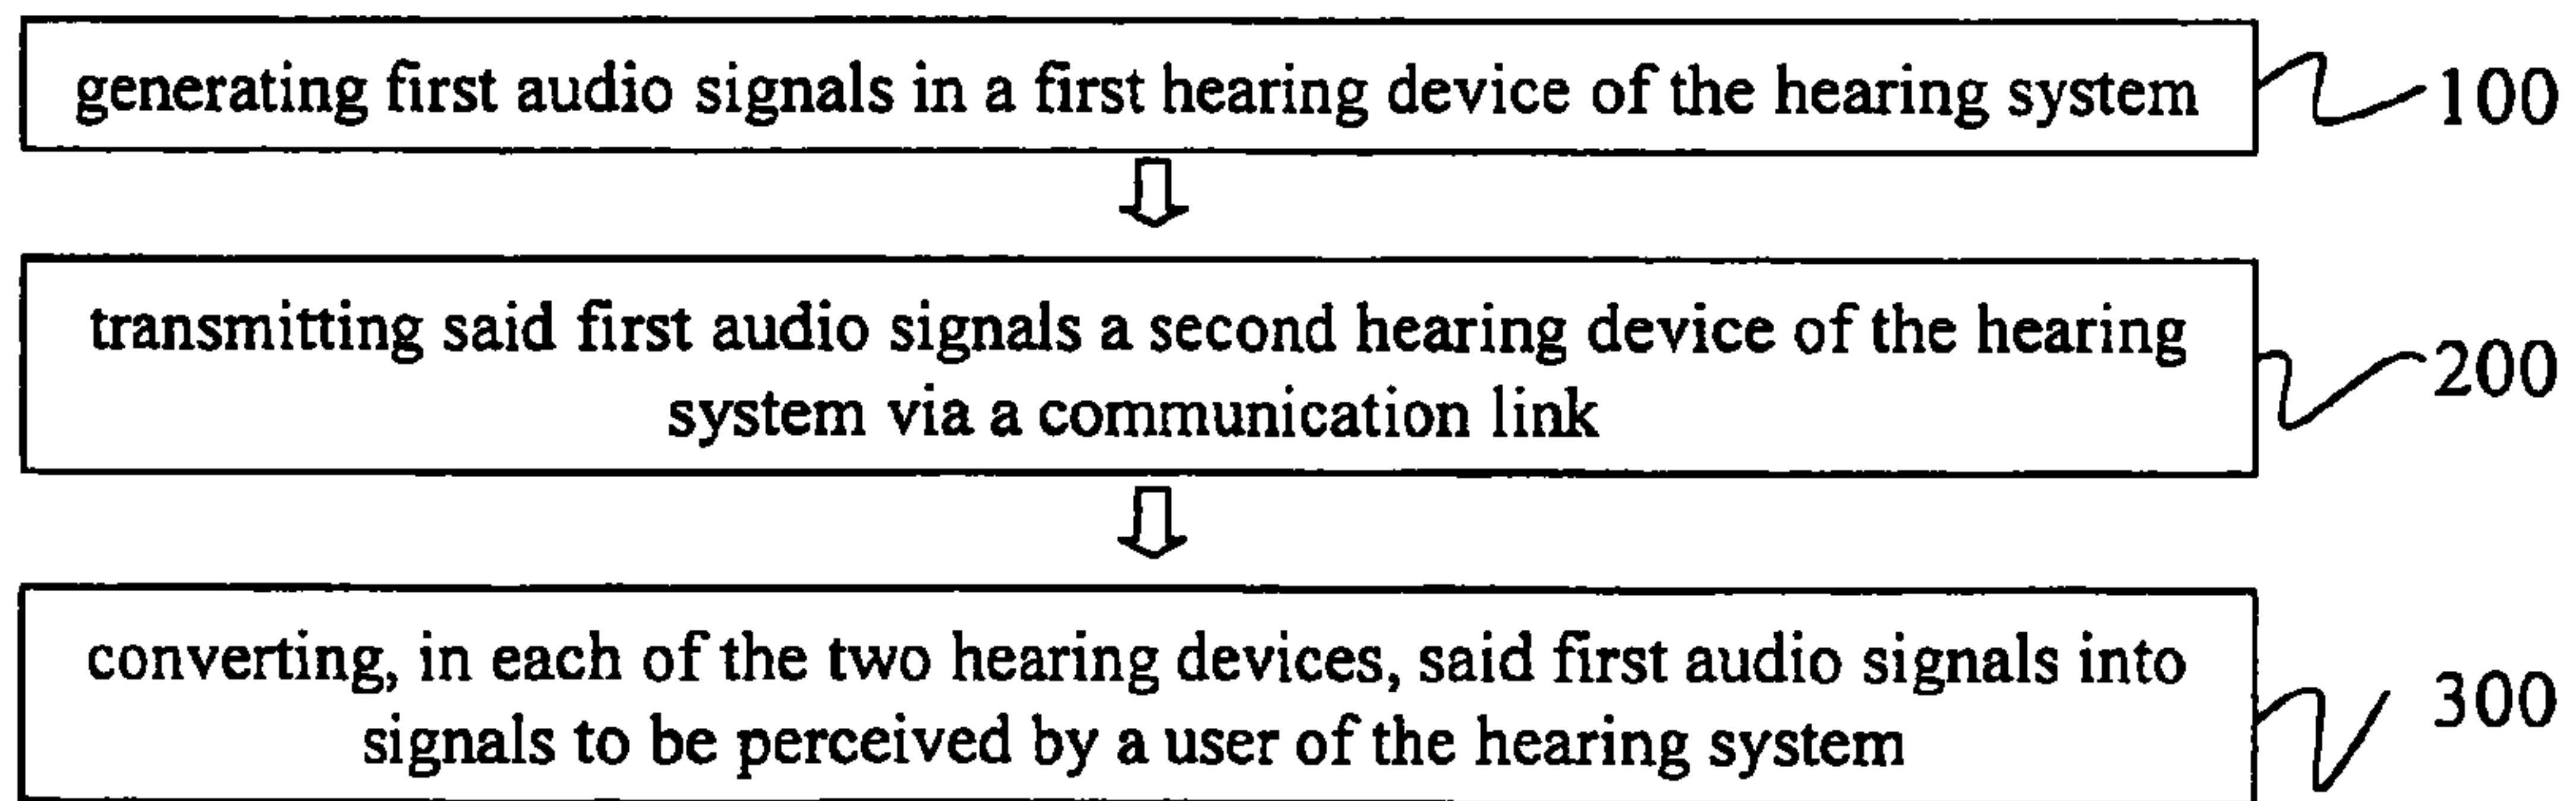 generating first audio signals in a first hearing device of the hearing system
100
transmitting said first audio signals a second hearing device of the hearing
system via a communication link
200
converting, in each of the two hearing devices, said first audio signals into
signals to be perceived by a user of the hearing system
300